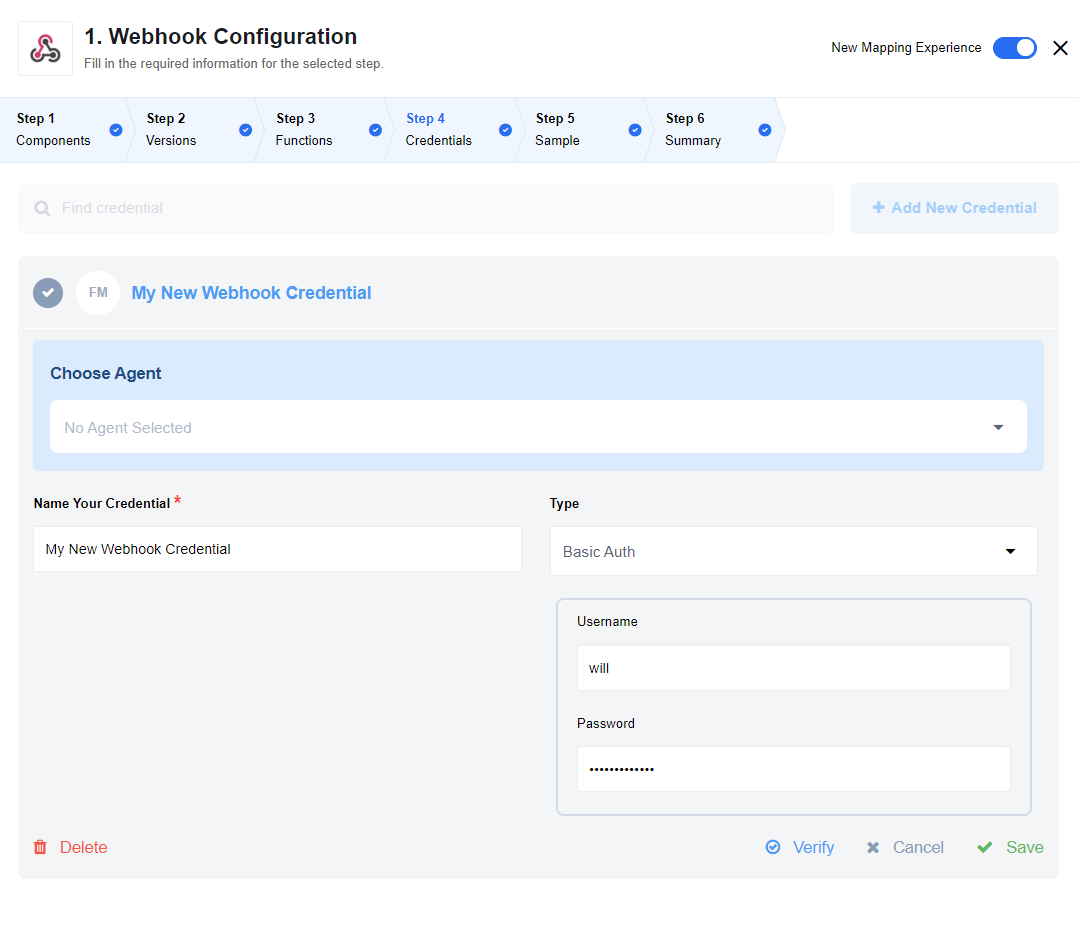 1. Webhook Configuration
Fill in the required information for the selected step.
New Mapping Experience
Step 1
Components
Step 2
Versions
Step 3
Functions
Step 4
Credentials
Step 5
Sample
Step 6
Summary
Find credential
Add New Credential
FM
My New Webhook Credential
Choose Agent
No Agent Selected
Name Your Credential *
My New Webhook Credential
Type
Basic Auth
Username
will
Password
•••••••••••••
Delete
Verify
Cancel
Save